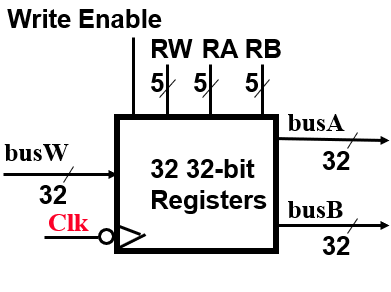 Write Enable
RW RA RB
5 5 5
busA
32
busW
32
32 32-bit
Registers
Clk
busB
32